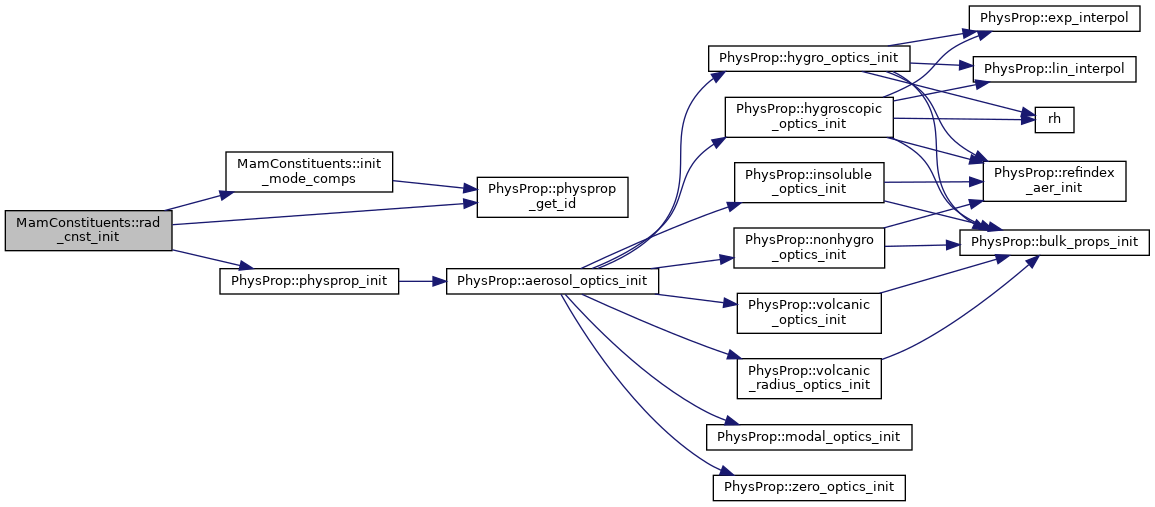 MamConstituents::rad
_cnst_init
MamConstituents::init
_mode_comps
PhysProp::physprop_init
PhysProp::physprop
_get_id
PhysProp::aerosol_optics_init
PhysProp::hygro_optics_init
PhysProp::hygroscopic
_optics_init
PhysProp::insoluble
_optics_init
PhysProp::nonhygro
_optics_init
PhysProp::volcanic
_optics_init
PhysProp::volcanic
_radius_optics_init
PhysProp::modal_optics_init
PhysProp::zero_optics_init
PhysProp::exp_interpol
PhysProp::lin_interpol
rh
PhysProp::refindex
_aer_init
PhysProp::bulk_props_init